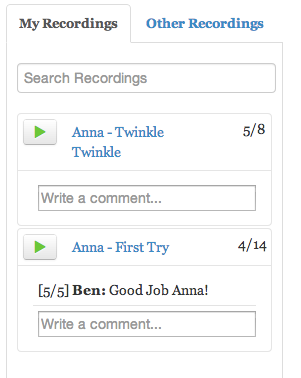 My Recordings Other Recordings
Search Recordings
Anna - Twinkle 5/8
Twinkle
Write a comment...
Anna - First Try 4/14
[5/5] Ben: Good Job Anna!
Write a comment...